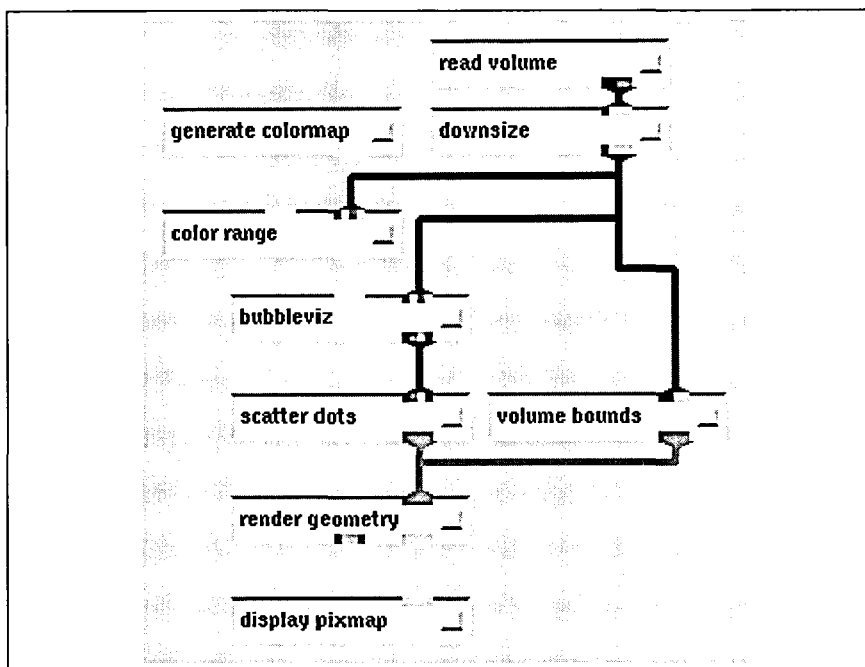 read volume
generate colormap
downsize
color range
bubbleviz
scatter dots
volume bounds
render geometry
display pixmap